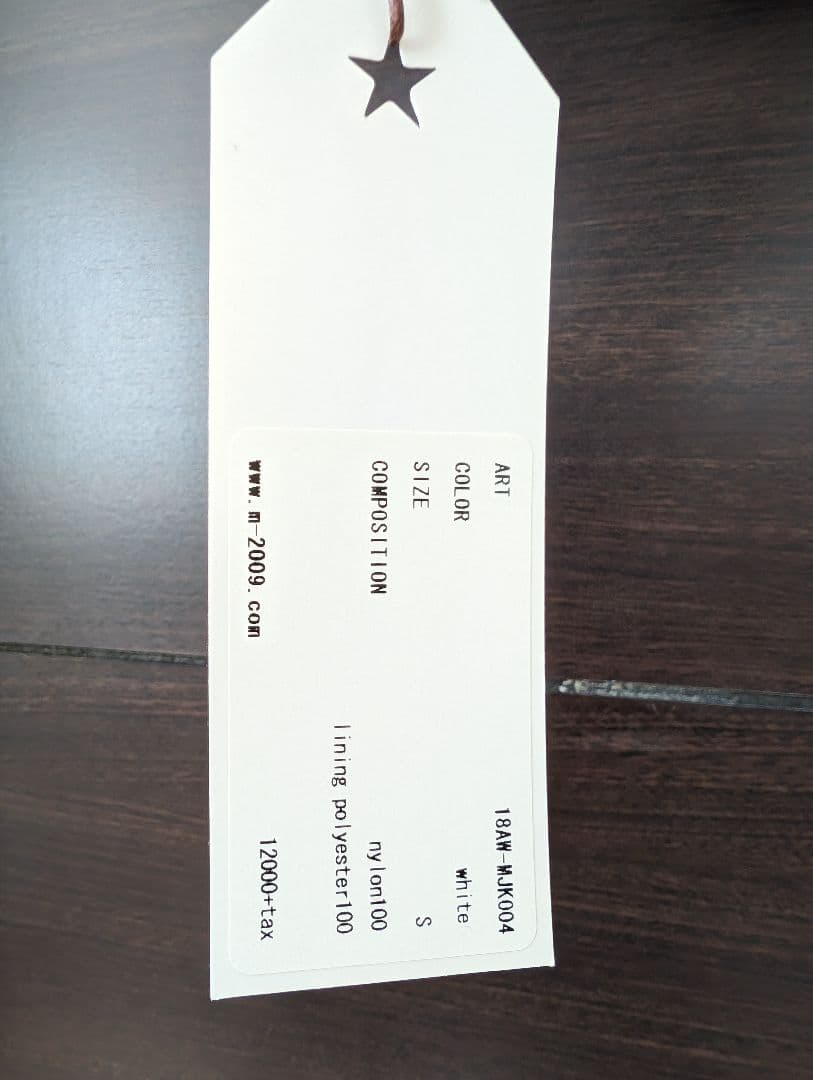 ART 18AW-MJK004
COLOR white
SIZE S
COMPOSITION nylon100
lining polyester100
www.m-2009.com 12000+tax